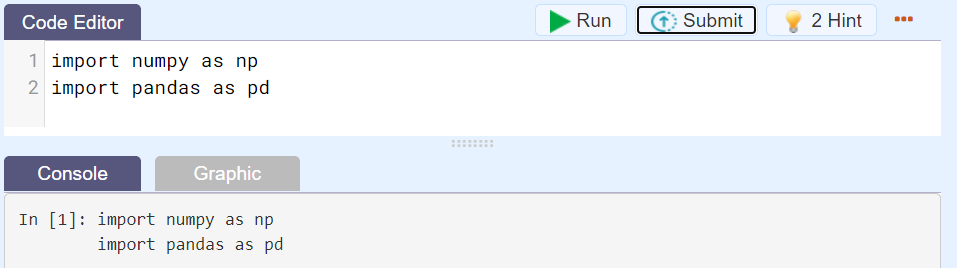 Code Editor
Run
Submit
2 Hint
1 import numpy as np
2 import pandas as pd
Console
Graphic
In [1]: import numpy as np
import pandas as pd